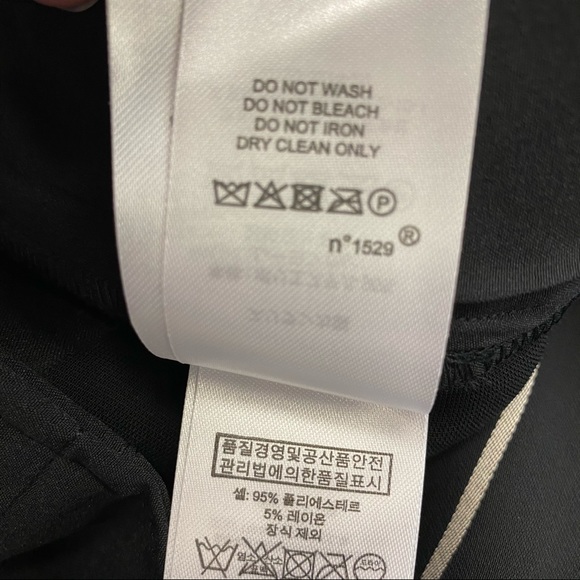 DO NOT WASH
DO NOT BLEACH
DO NOT IRON
DRY CLEAN ONLY
P
n°1529 ®
품질경영및공산품안전
관리법에의한품질표시
셀: 95% 폴리에스테르
5% 레이온
장식 제외